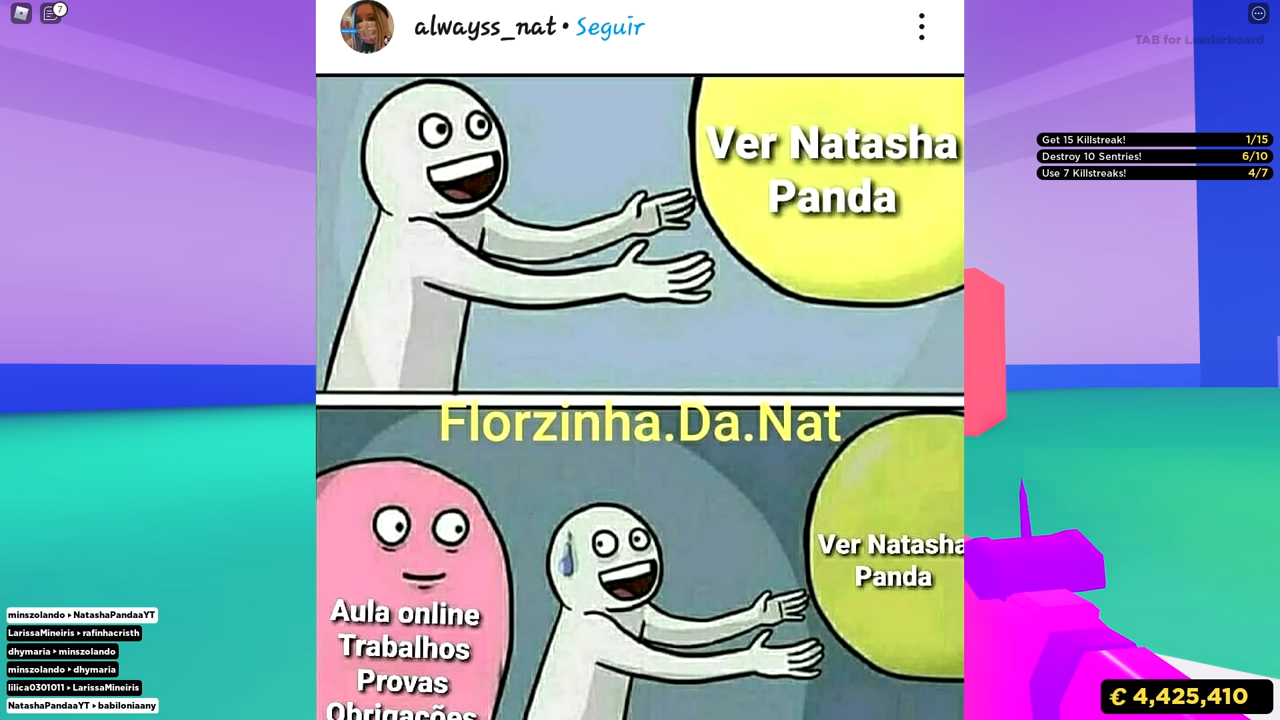 7
alwayss_nat • Seguir
TAB for Leaderboard
Get 15 Killstreak! 1/15
Destroy 10 Sentries! 6/10
Use 7 Killstreaks! 4/7
Ver Natasha
Panda
Florzinha.Da.Nat
Ver Natasha
Panda
Aula online
Trabalhos
Provas
Obrigações
minszolando ▸ NatashaPandaaYT
LarissaMineiris ▸ rafinhacristh
dhymaria ▸ minszolando
minszolando ▸ dhymaria
lilica0301011 ▸ LarissaMineiris
NatashaPandaaYT ▸ babiloniaany
€ 4,425,410